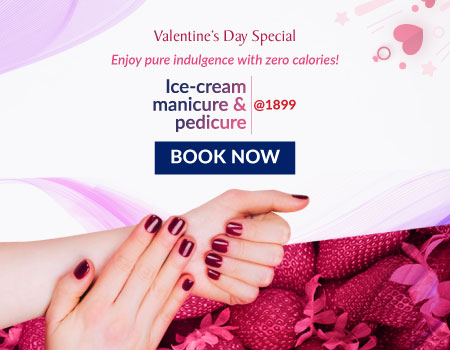 Valentine's Day Special
Enjoy pure indulgence with zero calories!
Ice-cream
manicure & @1899
pedicure
BOOK NOW